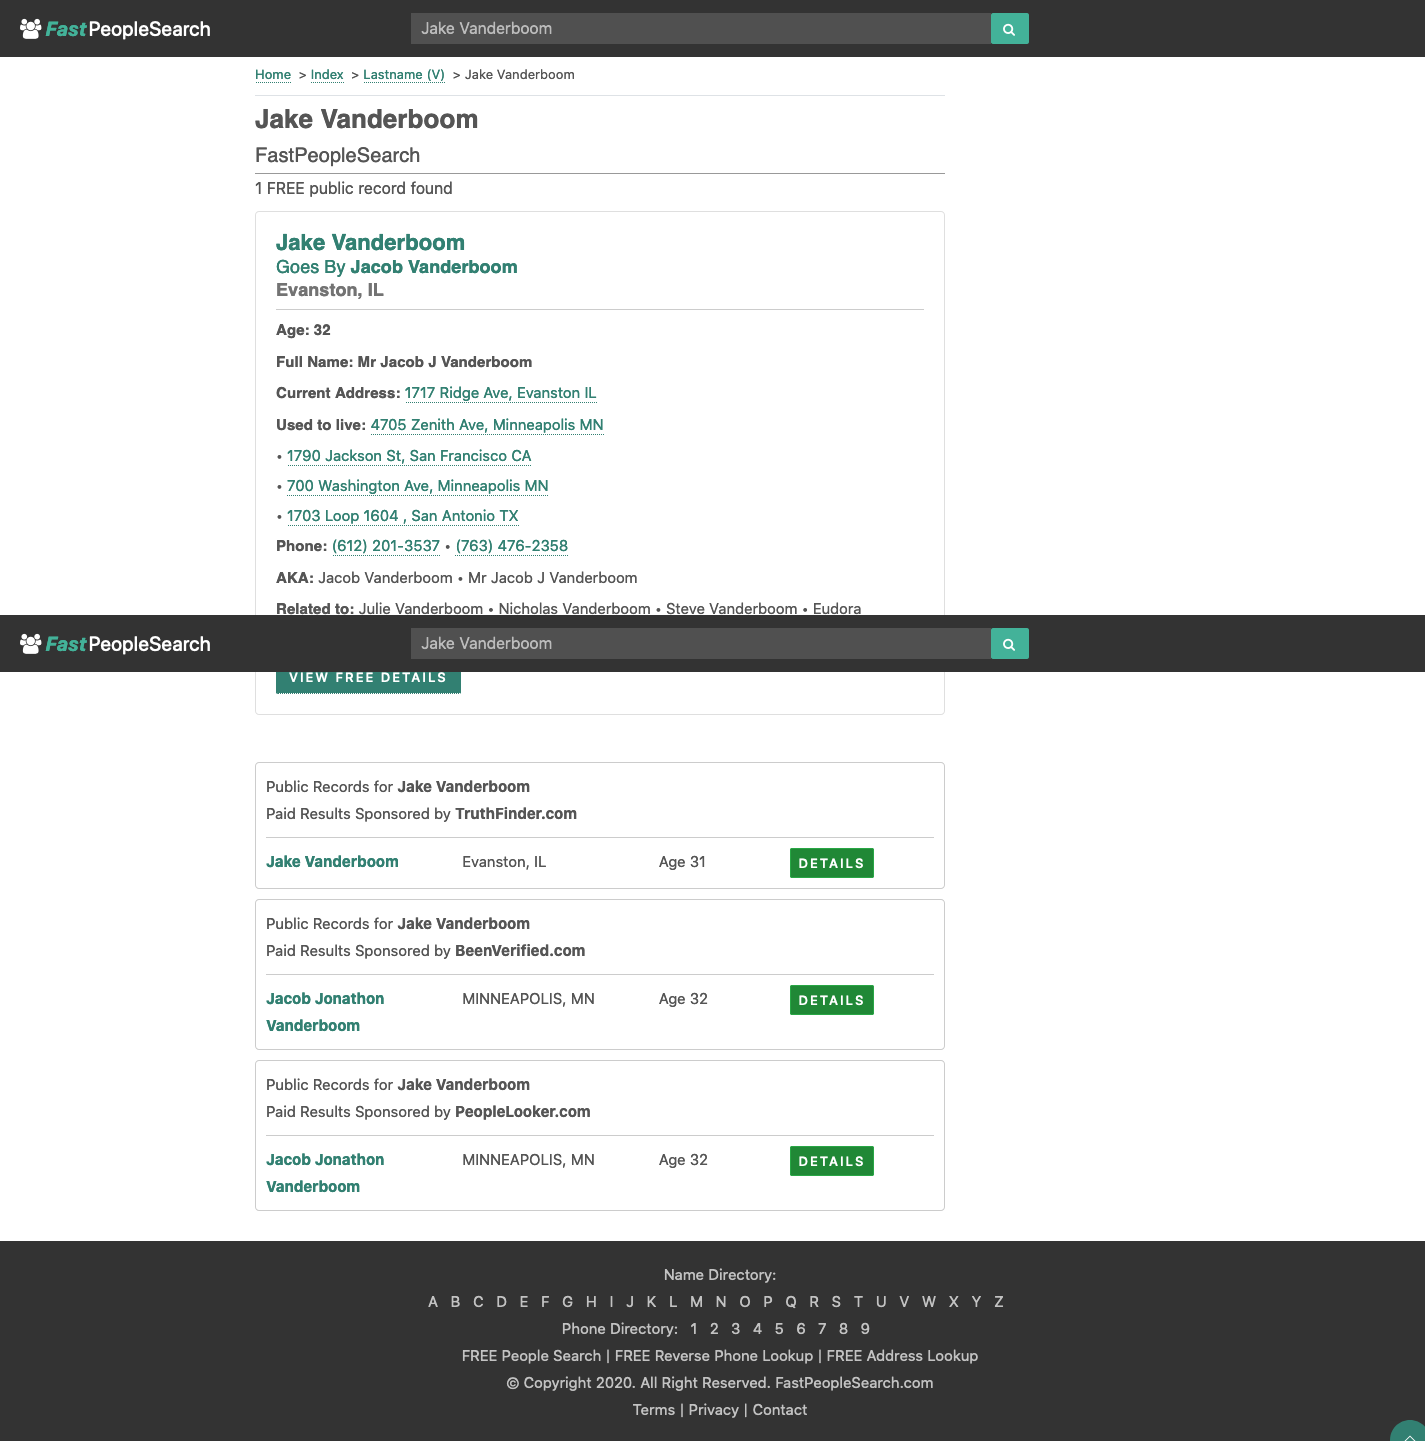 FastPeopleSearch
Jake Vanderboom
Home > Index > Lastname (V) > Jake Vanderboom
Jake Vanderboom
FastPeopleSearch
1 FREE public record found
Jake Vanderboom
Goes By Jacob Vanderboom
Evanston, IL
Age: 32
Full Name: Mr Jacob J Vanderboom
Current Address: 1717 Ridge Ave, Evanston IL
Used to live: 4705 Zenith Ave, Minneapolis MN
• 1790 Jackson St, San Francisco CA
• 700 Washington Ave, Minneapolis MN
• 1703 Loop 1604 , San Antonio TX
Phone: (612) 201-3537 • (763) 476-2358
AKA: Jacob Vanderboom • Mr Jacob J Vanderboom
Related to: Julie Vanderboom • Nicholas Vanderboom • Steve Vanderboom • Eudora
FastPeopleSearch
Jake Vanderboom
VIEW FREE DETAILS
Public Records for Jake Vanderboom
Paid Results Sponsored by TruthFinder.com
Jake Vanderboom Evanston, IL Age 31 DETAILS
Public Records for Jake Vanderboom
Paid Results Sponsored by BeenVerified.com
Jacob Jonathon MINNEAPOLIS, MN Age 32 DETAILS
Vanderboom
Public Records for Jake Vanderboom
Paid Results Sponsored by PeopleLooker.com
Jacob Jonathon MINNEAPOLIS, MN Age 32 DETAILS
Vanderboom
Name Directory:
A B C D E F G H I J K L M N O P Q R S T U V W X Y Z
Phone Directory: 1 2 3 4 5 6 7 8 9
FREE People Search | FREE Reverse Phone Lookup | FREE Address Lookup
© Copyright 2020. All Right Reserved. FastPeopleSearch.com
Terms | Privacy | Contact